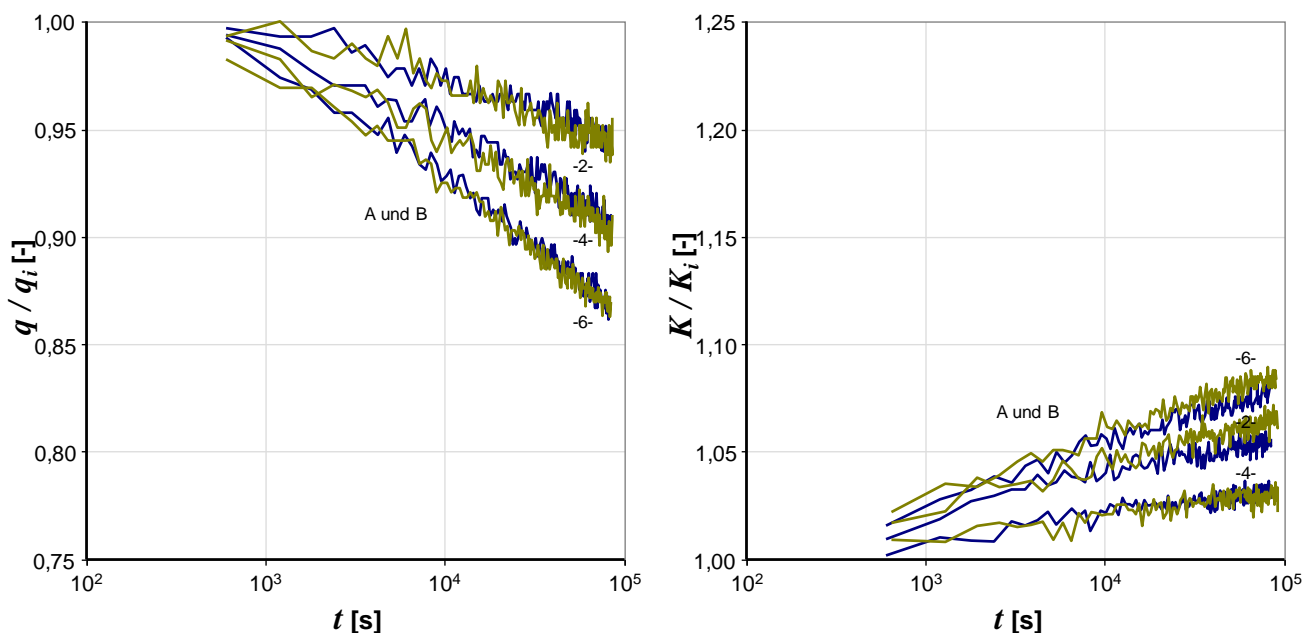 1,00
0,95
0,90
0,85
0,80
0,75
q / q_i [-]
10² 10³ 10⁴ 10⁵
t [s]
A und B
-2-
-4-
-6-
1,25
1,20
1,15
1,10
1,05
1,00
K / K_i [-]
10² 10³ 10⁴ 10⁵
t [s]
A und B
-6-
-2-
-4-